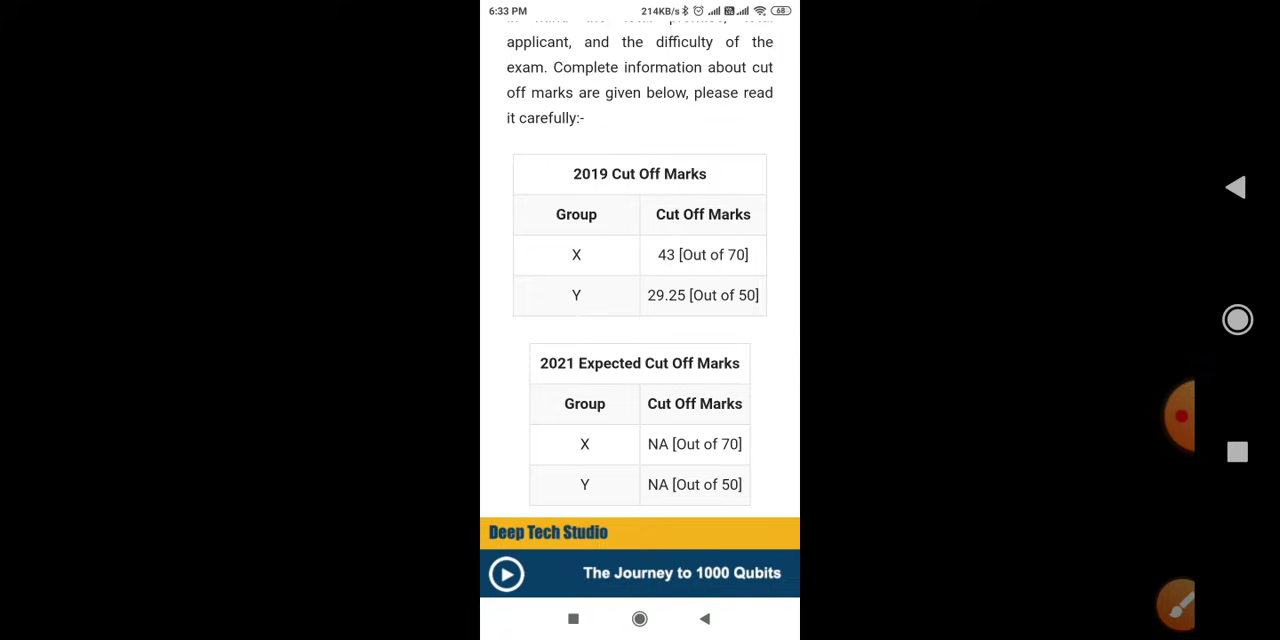 6:33 PM 214KB/s 68
applicant, and the difficulty of the
exam. Complete information about cut
off marks are given below, please read
it carefully:-
2019 Cut Off Marks
Group Cut Off Marks
X 43 [Out of 70]
Y 29.25 [Out of 50]
2021 Expected Cut Off Marks
Group Cut Off Marks
X NA [Out of 70]
Y NA [Out of 50]
Deep Tech Studio
The Journey to 1000 Qubits